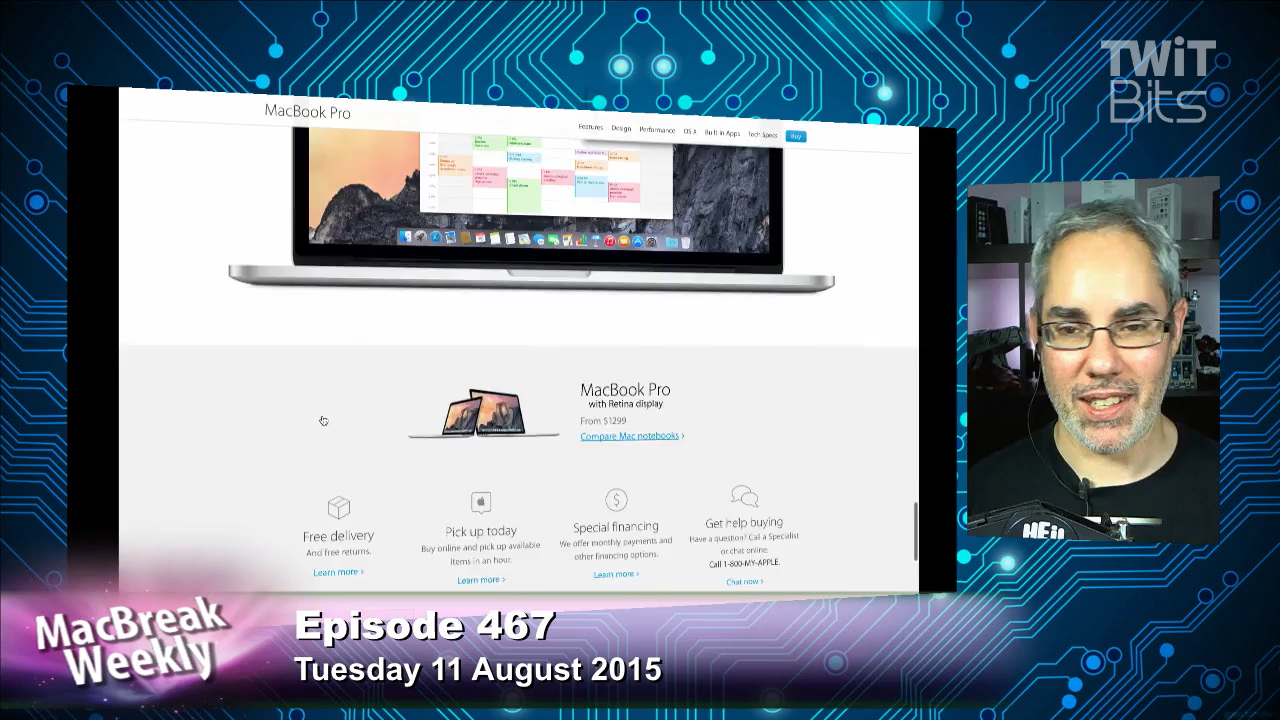 TWiT
Bits
MacBook Pro
Features Design Performance OS X Built-in Apps Tech Specs Buy
MacBook Pro
with Retina display
From $1299
Compare Mac notebooks ›
Free delivery
And free returns.
Learn more ›
Pick up today
Buy online and pick up available
items in an hour.
Learn more ›
Special financing
We offer monthly payments and
other financing options.
Learn more ›
Get help buying
Have a question? Call a Specialist
or chat online.
Call 1-800-MY-APPLE.
Chat now ›
HEil
MacBreak
Weekly
Episode 467
Tuesday 11 August 2015